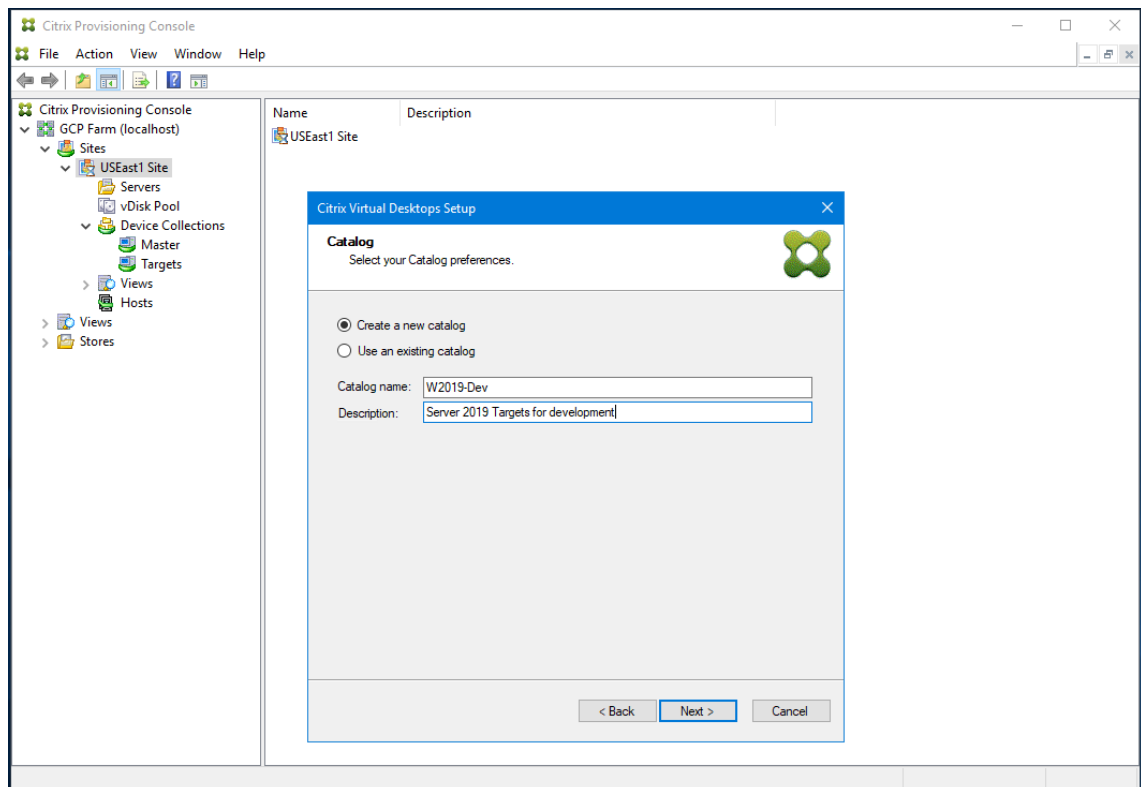 Citrix Provisioning Console
File Action View Window Help
Citrix Provisioning Console
GCP Farm (localhost)
Sites
USEast1 Site
Servers
vDisk Pool
Device Collections
Master
Targets
Views
Hosts
Views
Stores
Name Description
USEast1 Site
Citrix Virtual Desktops Setup
Catalog
Select your Catalog preferences.
Create a new catalog
Use an existing catalog
Catalog name: W2019-Dev
Description: Server 2019 Targets for development
< Back Next > Cancel